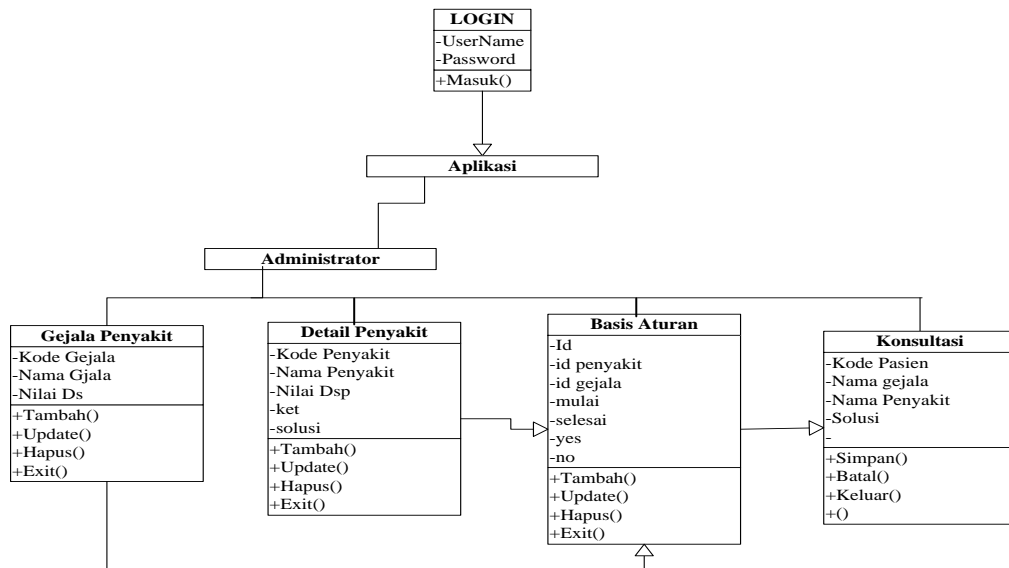 LOGIN
-UserName
-Password
+Masuk()
Aplikasi
Administrator
Gejala Penyakit
-Kode Gejala
-Nama Gjala
-Nilai Ds
+Tambah()
+Update()
+Hapus()
+Exit()
Detail Penyakit
-Kode Penyakit
-Nama Penyakit
-Nilai Dsp
-ket
-solusi
+Tambah()
+Update()
+Hapus()
+Exit()
Basis Aturan
-Id
-id penyakit
-id gejala
-mulai
-selesai
-yes
-no
+Tambah()
+Update()
+Hapus()
+Exit()
Konsultasi
-Kode Pasien
-Nama gejala
-Nama Penyakit
-Solusi
-
+Simpan()
+Batal()
+Keluar()
+()